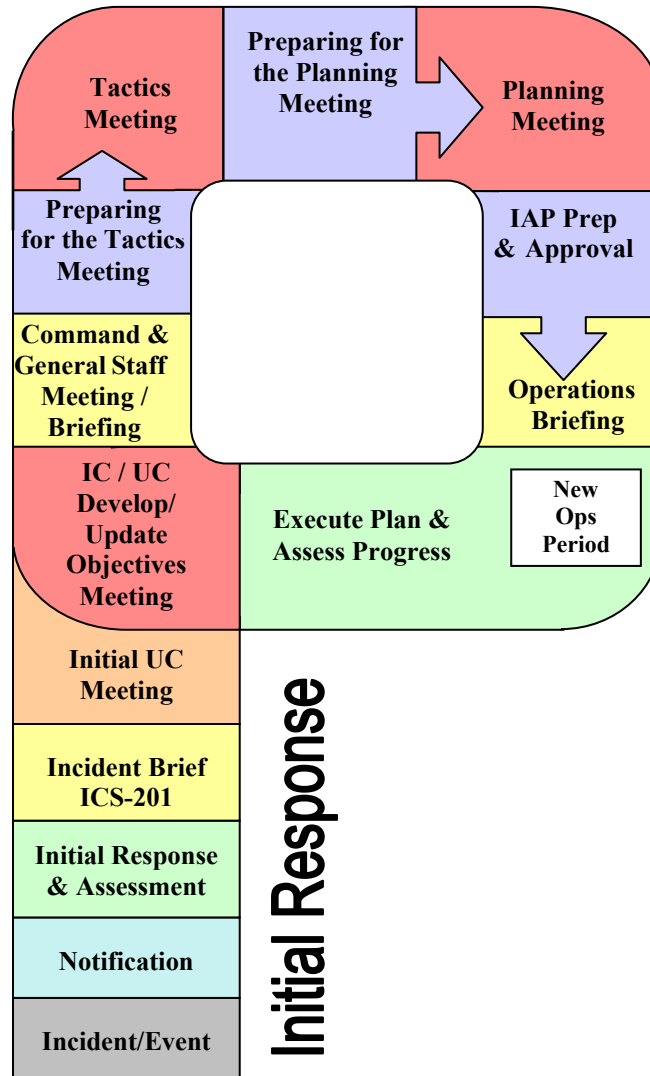 Tactics
Meeting
Preparing for
the Planning
Meeting
Planning
Meeting
Preparing
for the Tactics
Meeting
IAP Prep
& Approval
Command &
General Staff
Meeting /
Briefing
Operations
Briefing
IC / UC
Develop/
Update
Objectives
Meeting
Execute Plan &
Assess Progress
New
Ops
Period
Initial UC
Meeting
Incident Brief
ICS-201
Initial Response
& Assessment
Notification
Incident/Event
Initial Response